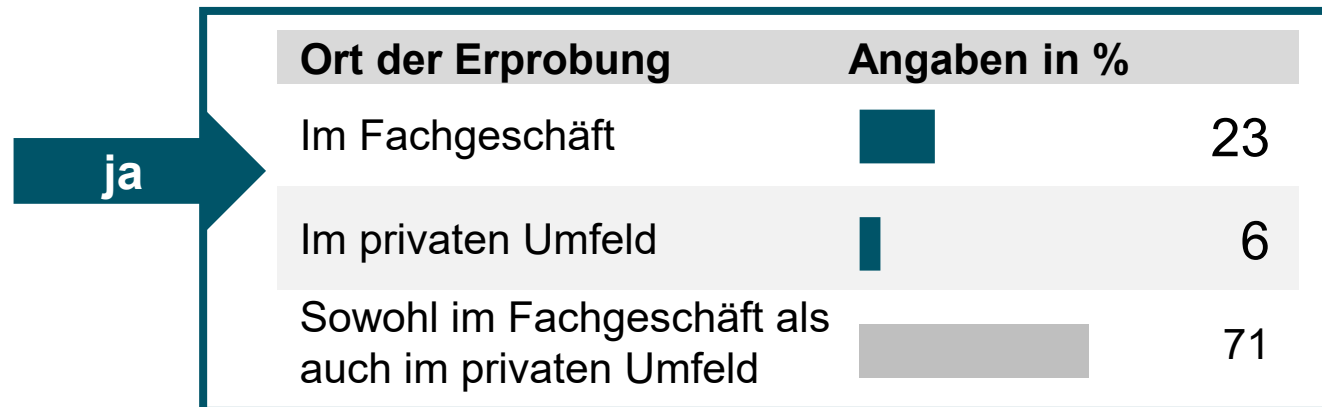 Ort der Erprobung Angaben in %
Im Fachgeschäft 23
ja
Im privaten Umfeld 6
Sowohl im Fachgeschäft als
auch im privaten Umfeld 71